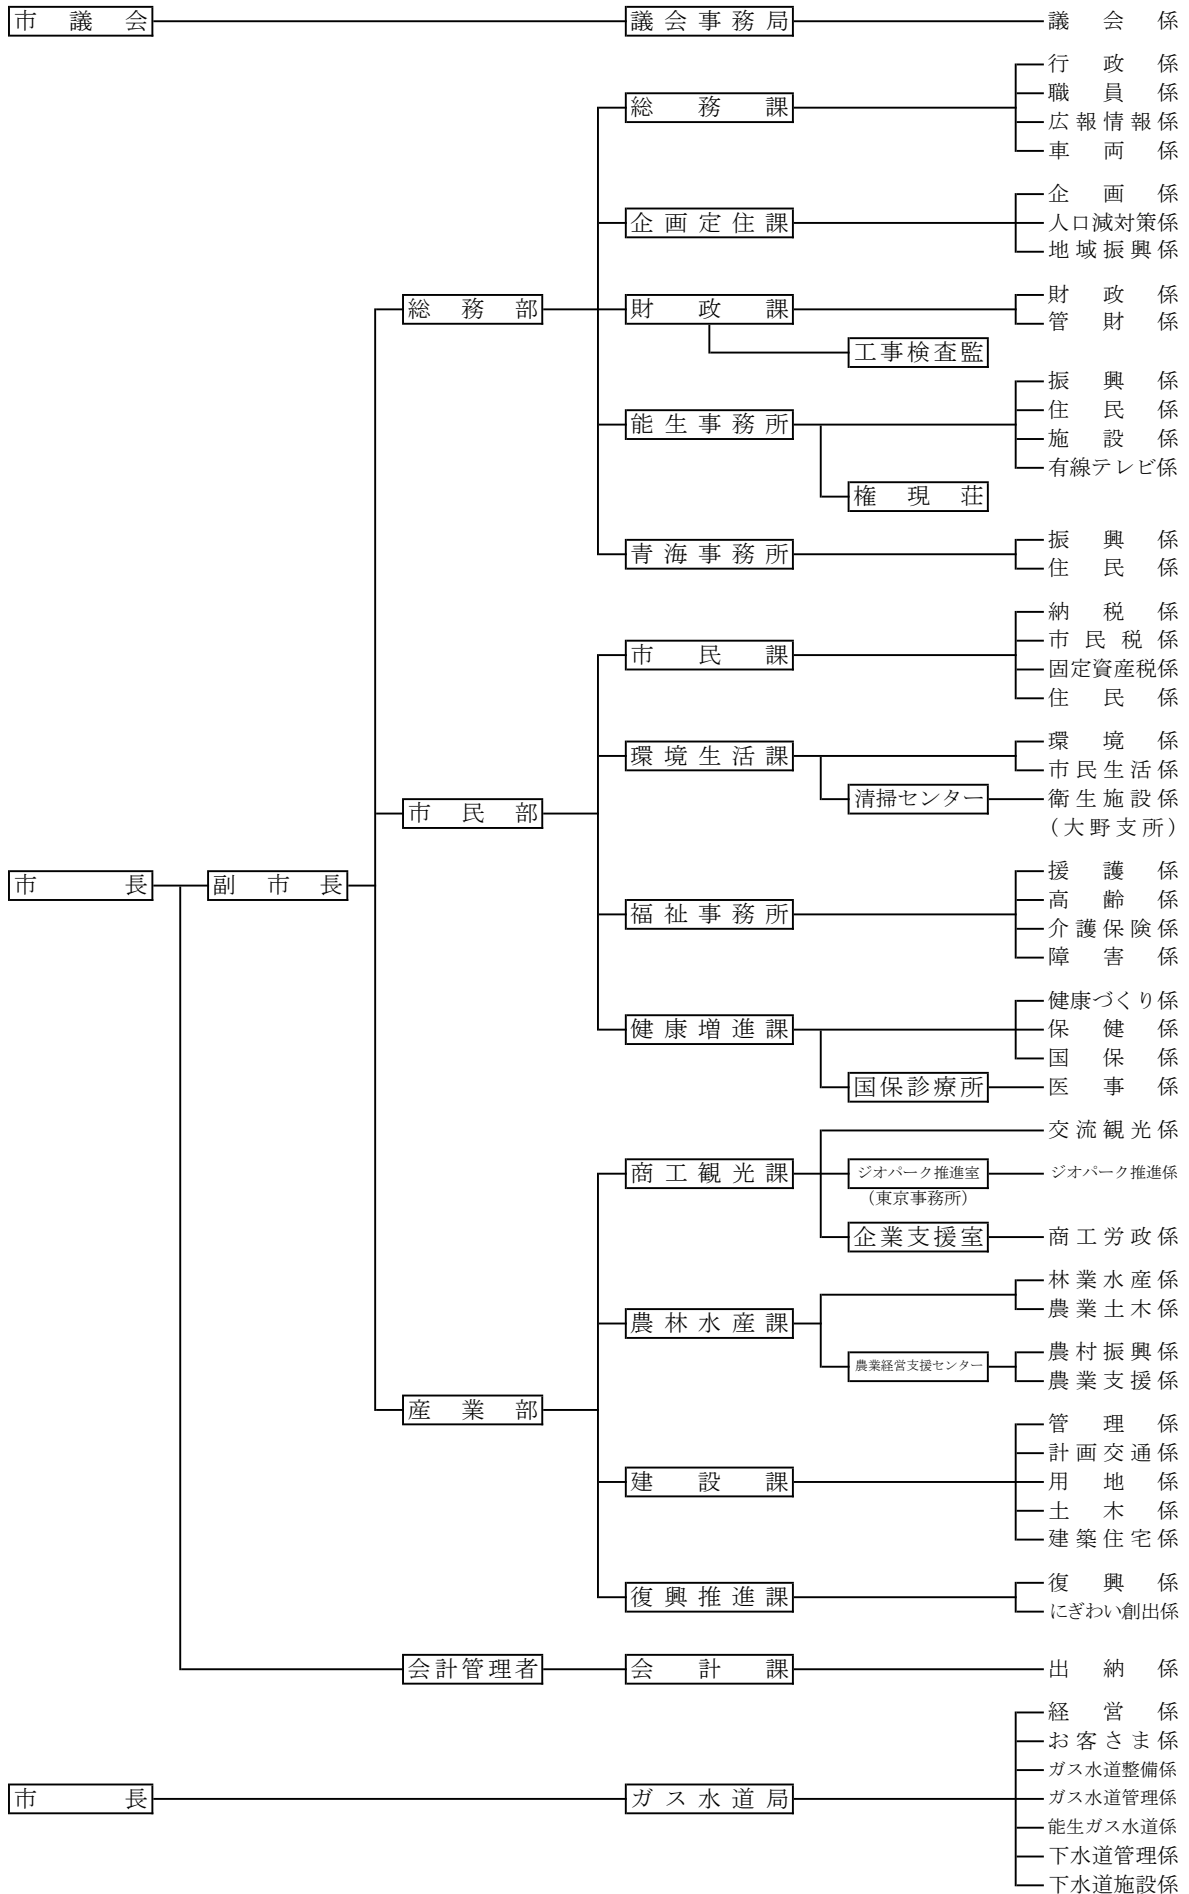 市議会 議会事務局 議会係
行政係
職員係
総務課
広報情報係
車両係
企画係
企画定住課 人口減対策係
地域振興係
財政係
総務部 財政課
管財係
工事検査監
振興係
住民係
能生事務所
施設係
有線テレビ係
権現荘
振興係
青海事務所
住民係
納税係
市民税係
市民課
固定資産税係
住民係
環境係
環境生活課
市民生活係
清掃センター 衛生施設係
市民部
(大野支所)
援護係
市長 副市長
高齢係
福祉事務所
介護保険係
障害係
健康づくり係
健康増進課 保健係
国保係
国保診療所 医事係
交流観光係
商工観光課 ジオパーク推進室 ジオパーク推進係
(東京事務所)
企業支援室 商工労政係
林業水産係
農業土木係
農林水産課
農村振興係
農業経営支援センター
農業支援係
産業部
管理係
計画交通係
建設課 用地係
土木係
建築住宅係
復興係
復興推進課
にぎわい創出係
会計管理者 会計課 出納係
経営係
お客さま係
ガス水道整備係
市長 ガス水道局 ガス水道管理係
能生ガス水道係
下水道管理係
下水道施設係